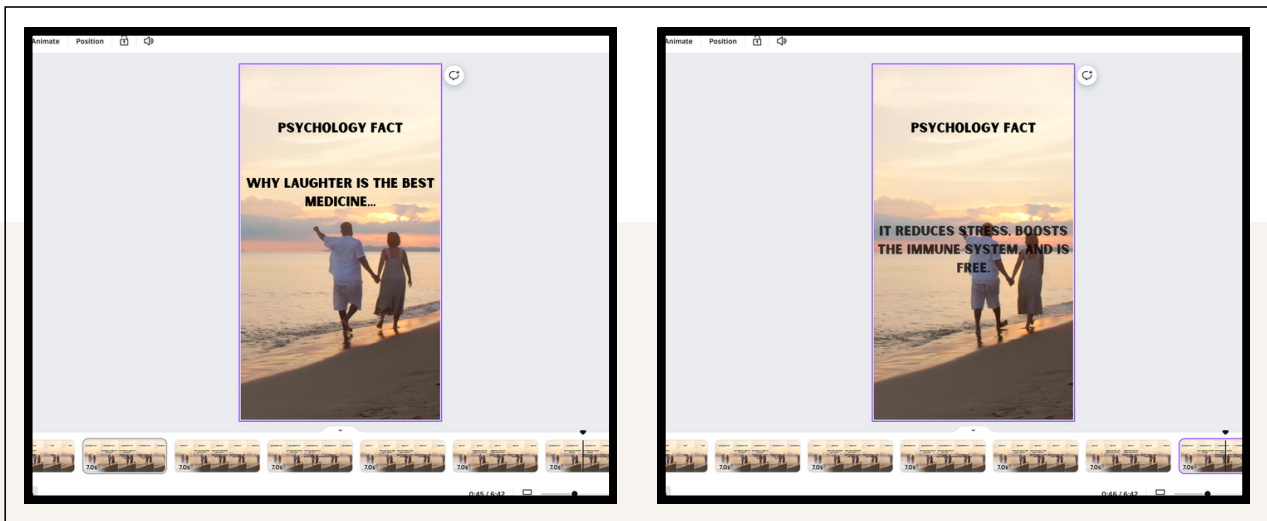 Animate Position
PSYCHOLOGY FACT
WHY LAUGHTER IS THE BEST
MEDICINE...
7.0s 7.0s 7.0s 7.0s 7.0s 7.0s
0:45 / 6:42
Animate Position
PSYCHOLOGY FACT
IT REDUCES STRESS, BOOSTS
THE IMMUNE SYSTEM, AND IS
FREE.
7.0s 7.0s 7.0s 7.0s 7.0s
0:46 / 6:42